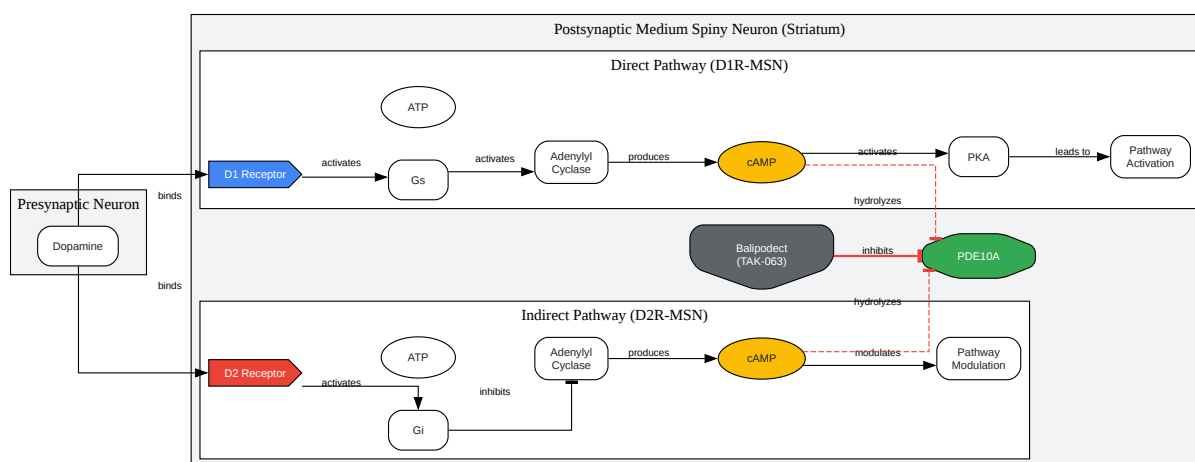 Postsynaptic Medium Spiny Neuron (Striatum)
Direct Pathway (D1R-MSN)
ATP
D1 Receptor
activates
Gs
activates
Adenylyl
Cyclase
produces
cAMP
activates
PKA
leads to
Pathway
Activation
hydrolyzes
Presynaptic Neuron
Dopamine
binds
binds
Balipodect
(TAK-063)
inhibits
PDE10A
hydrolyzes
Indirect Pathway (D2R-MSN)
ATP
D2 Receptor
activates
Gi
inhibits
Adenylyl
Cyclase
produces
cAMP
modulates
Pathway
Modulation